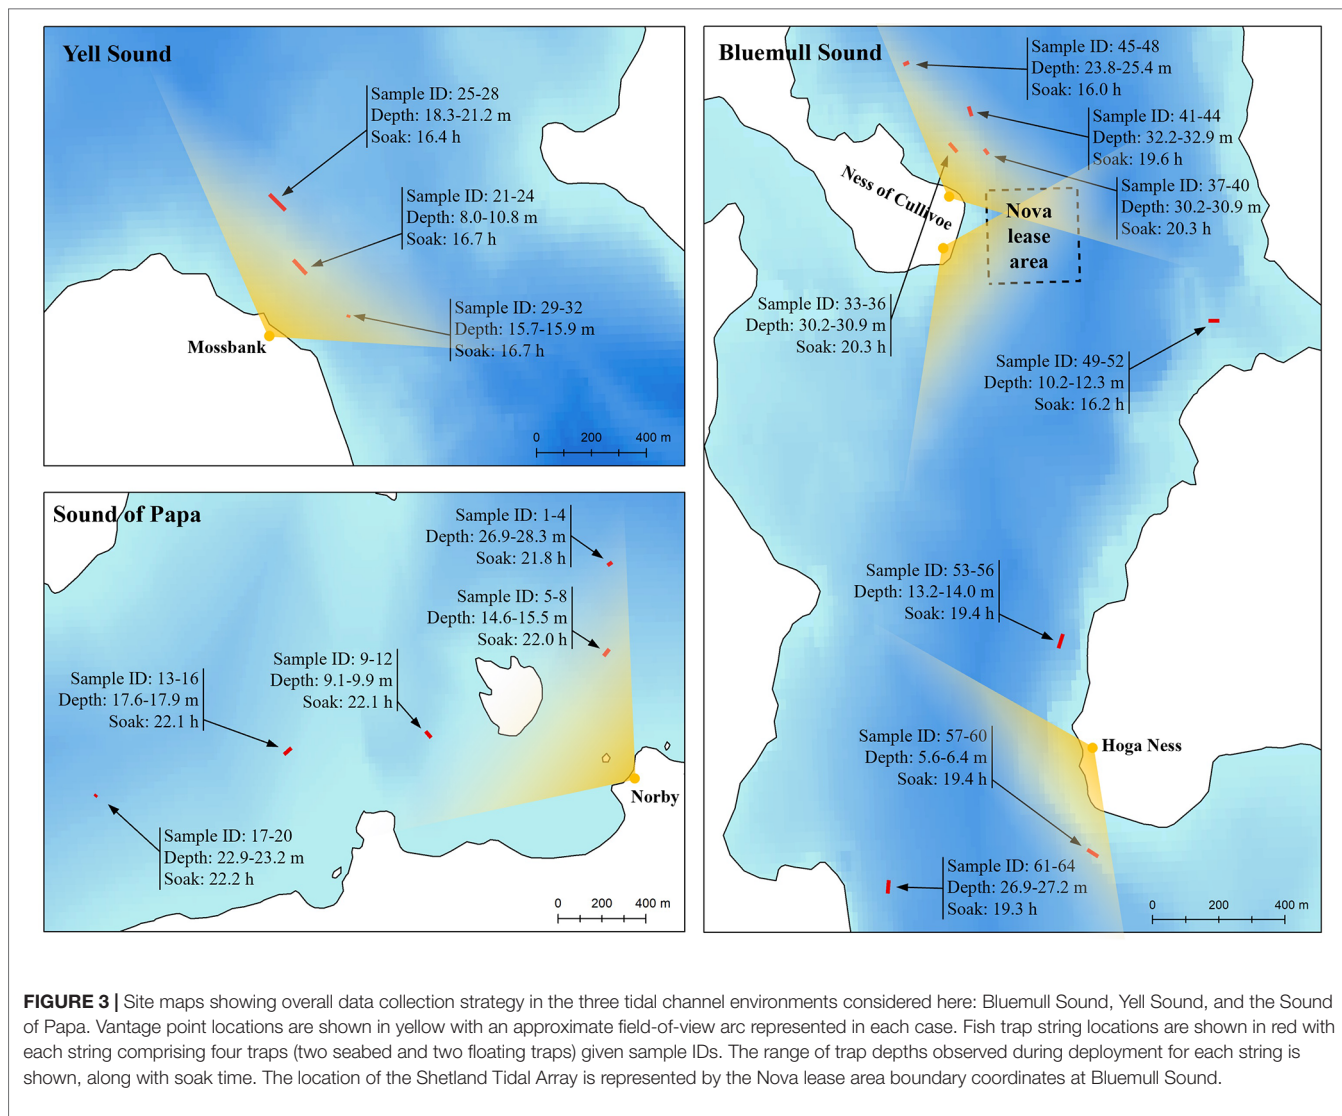 Yell Sound
Sample ID: 25-28
Depth: 18.3-21.2 m
Soak: 16.4 h
Sample ID: 21-24
Depth: 8.0-10.8 m
Soak: 16.7 h
Sample ID: 29-32
Depth: 15.7-15.9 m
Soak: 16.7 h
Mossbank
0 200 400 m
Sound of Papa
Sample ID: 1-4
Depth: 26.9-28.3 m
Soak: 21.8 h
Sample ID: 5-8
Depth: 14.6-15.5 m
Soak: 22.0 h
Sample ID: 9-12
Depth: 9.1-9.9 m
Soak: 22.1 h
Sample ID: 13-16
Depth: 17.6-17.9 m
Soak: 22.1 h
Norby
Sample ID: 17-20
Depth: 22.9-23.2 m
Soak: 22.2 h
0 200 400 m
Bluemull Sound
Sample ID: 45-48
Depth: 23.8-25.4 m
Soak: 16.0 h
Sample ID: 41-44
Depth: 32.2-32.9 m
Soak: 19.6 h
Sample ID: 37-40
Depth: 30.2-30.9 m
Soak: 20.3 h
Ness of Cullivoe
Nova
lease
area
Sample ID: 33-36
Depth: 30.2-30.9 m
Soak: 20.3 h
Sample ID: 49-52
Depth: 10.2-12.3 m
Soak: 16.2 h
Sample ID: 53-56
Depth: 13.2-14.0 m
Soak: 19.4 h
Sample ID: 57-60
Depth: 5.6-6.4 m
Soak: 19.4 h
Hoga Ness
Sample ID: 61-64
Depth: 26.9-27.2 m
Soak: 19.3 h
0 200 400 m
FIGURE 3 | Site maps showing overall data collection strategy in the three tidal channel environments considered here: Bluemull Sound, Yell Sound, and the Sound
of Papa. Vantage point locations are shown in yellow with an approximate field-of-view arc represented in each case. Fish trap string locations are shown in red with
each string comprising four traps (two seabed and two floating traps) given sample IDs. The range of trap depths observed during deployment for each string is
shown, along with soak time. The location of the Shetland Tidal Array is represented by the Nova lease area boundary coordinates at Bluemull Sound.